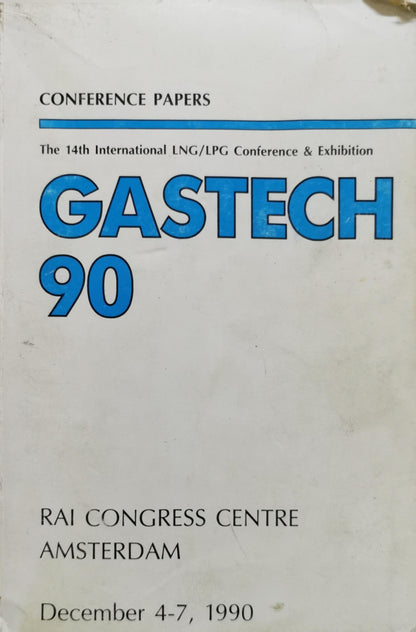 CONFERENCE PAPERS
The 14th International LNG/LPG Conference & Exhibition
GASTECH
90
RAI CONGRESS CENTRE
AMSTERDAM
December 4-7, 1990